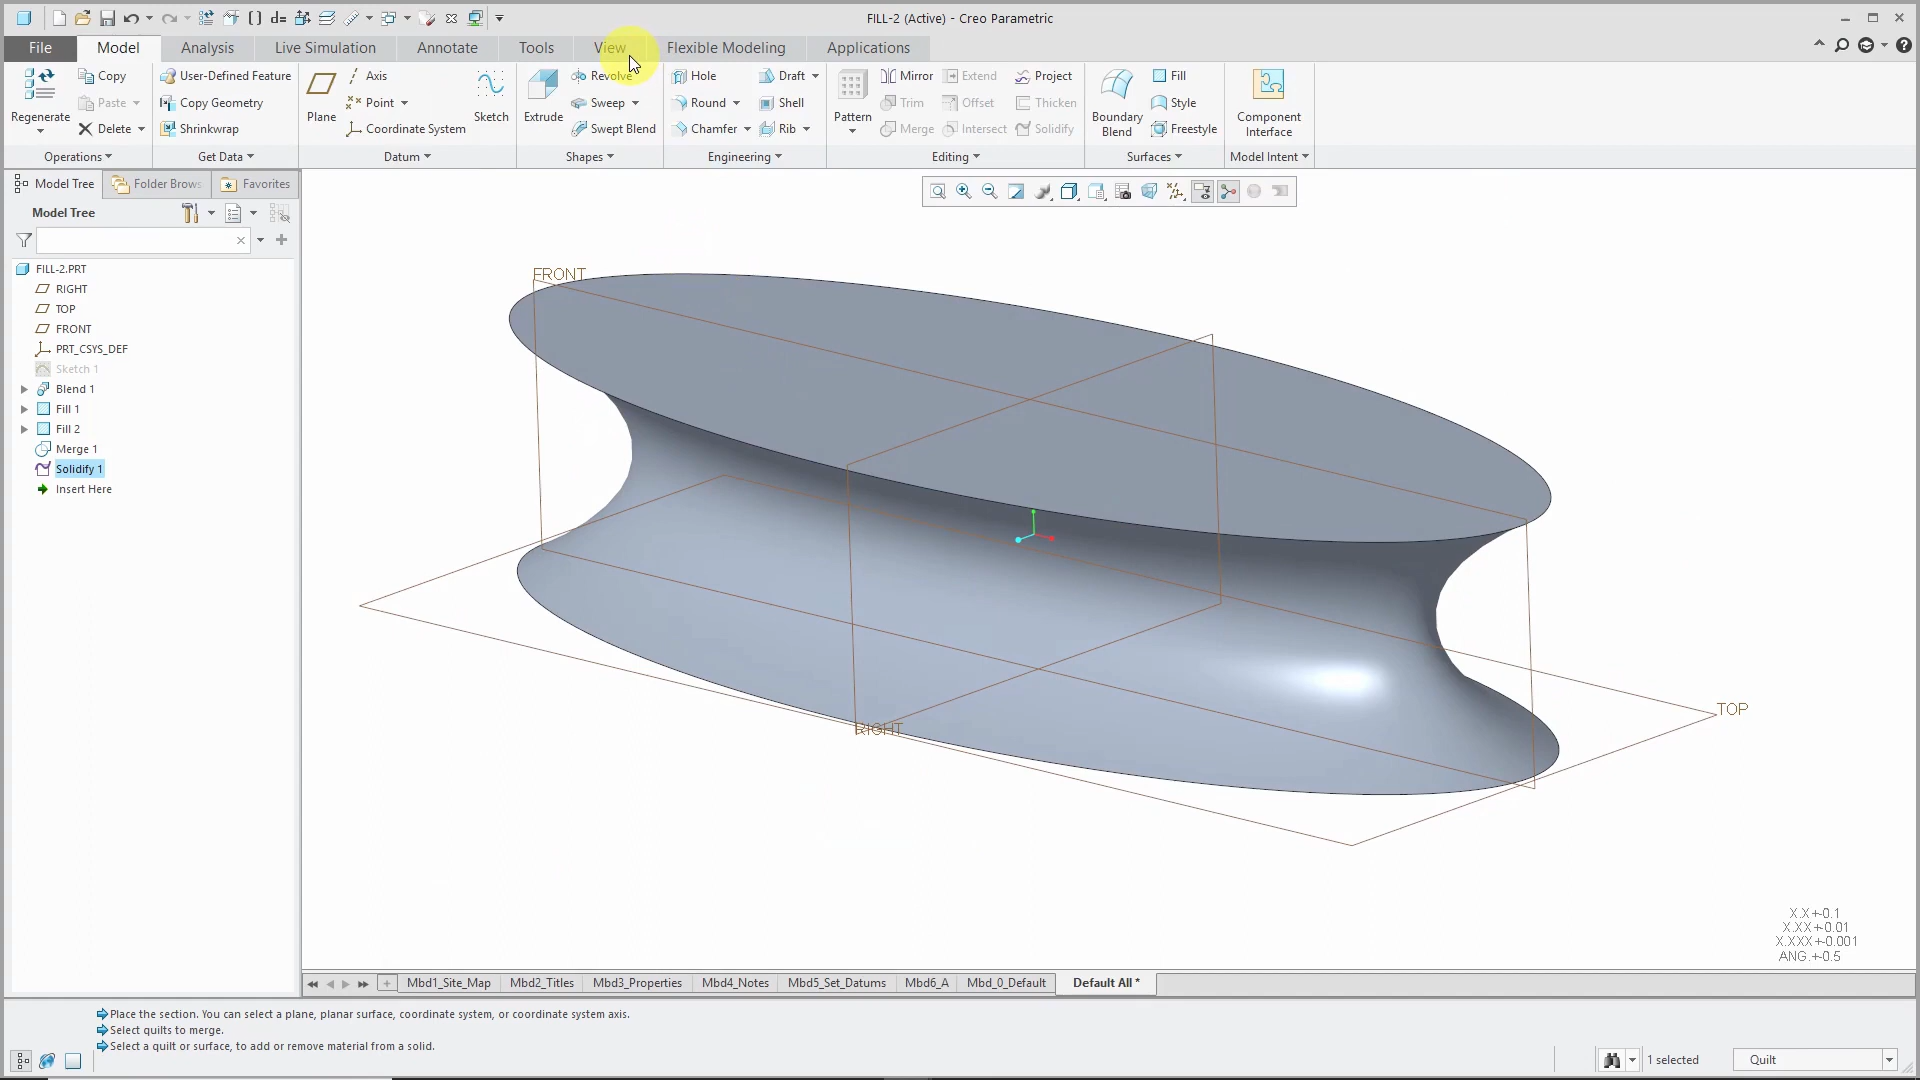 FILL-2 (Active) - Creo Parametric
File Model Analysis Live Simulation Annotate Tools View Flexible Modeling Applications
Regenerate
Copy
Paste
Delete
Operations
User-Defined Feature
Copy Geometry
Shrinkwrap
Get Data
Plane
Axis
Point
Coordinate System
Sketch
Datum
Extrude
Revolve
Sweep
Swept Blend
Shapes
Hole
Round
Chamfer
Draft
Shell
Rib
Engineering
Pattern
Mirror
Trim
Merge
Extend
Offset
Intersect
Project
Thicken
Solidify
Editing
Boundary
Blend
Fill
Style
Freestyle
Surfaces
Component
Interface
Model Intent
Model Tree Folder Brows Favorites
Model Tree
FILL-2.PRT
RIGHT
TOP
FRONT
PRT_CSYS_DEF
Sketch 1
Blend 1
Fill 1
Fill 2
Merge 1
Solidify 1
Insert Here
FRONT
TOP
RIGHT
X.X+-0.1
X.XX+-0.01
X.XXX+-0.001
ANG.+-0.5
Mbd1_Site_Map Mbd2_Titles Mbd3_Properties Mbd4_Notes Mbd5_Set_Datums Mbd6_A Mbd_0_Default Default All *
Place the section. You can select a plane, planar surface, coordinate system, or coordinate system axis.
Select quilts to merge.
Select a quilt or surface, to add or remove material from a solid.
1 selected
Quilt